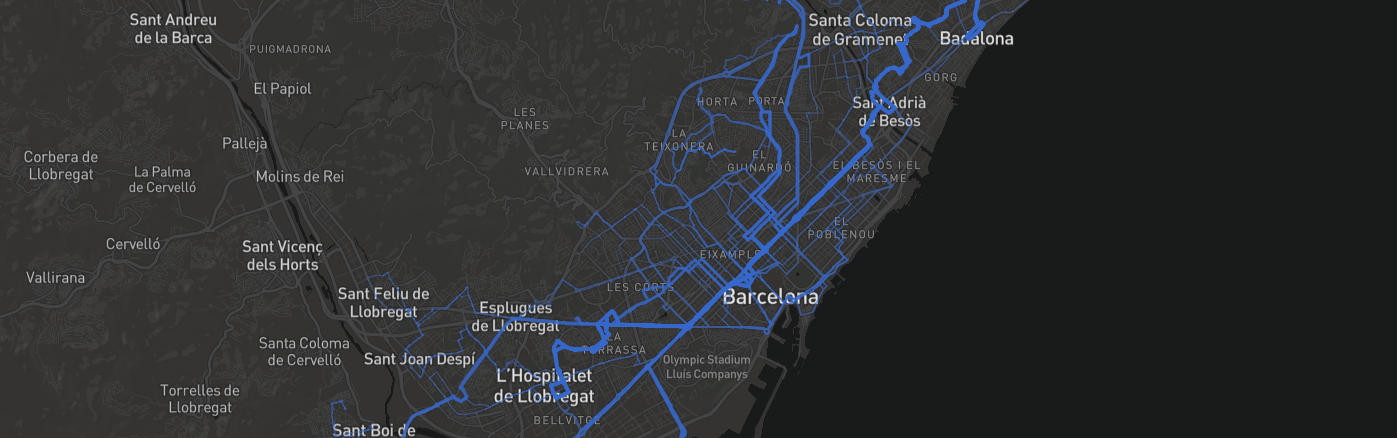 Sant Andreu
de la Barca
Santa Coloma
de Gramenet
Badalona
PUIGMADRONA
El Papiol
GORG
HORTA
PORTA
Sant Adrià
de Besòs
LES
PLANES
LA
TEIXONERA
Pallejà
Corbera de
Llobregat
La Palma
de Cervelló
Molins de Rei
VALLVIDRERA
EL
GUINARDÓ
EL BESÒS I EL
MARESME
EL
POBLENOU
Cervelló
Sant Vicenç
dels Horts
EIXAMPLE
Vallirana
Sant Feliu de
Llobregat
LES CORTS
Barcelona
Esplugues
de Llobregat
Santa Coloma
de Cervelló
Sant Joan Despí
LA
TORRASSA
Olympic Stadium
Lluís Companys
L'Hospitalet
de Llobregat
Torrelles de
Llobregat
BELLVITGE
Sant Boi de